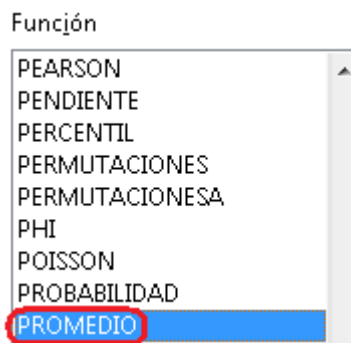 Función
PEARSON
PENDIENTE
PERCENTIL
PERMUTACIONES
PERMUTACIONESA
PHI
POISSON
PROBABILIDAD
PROMEDIO